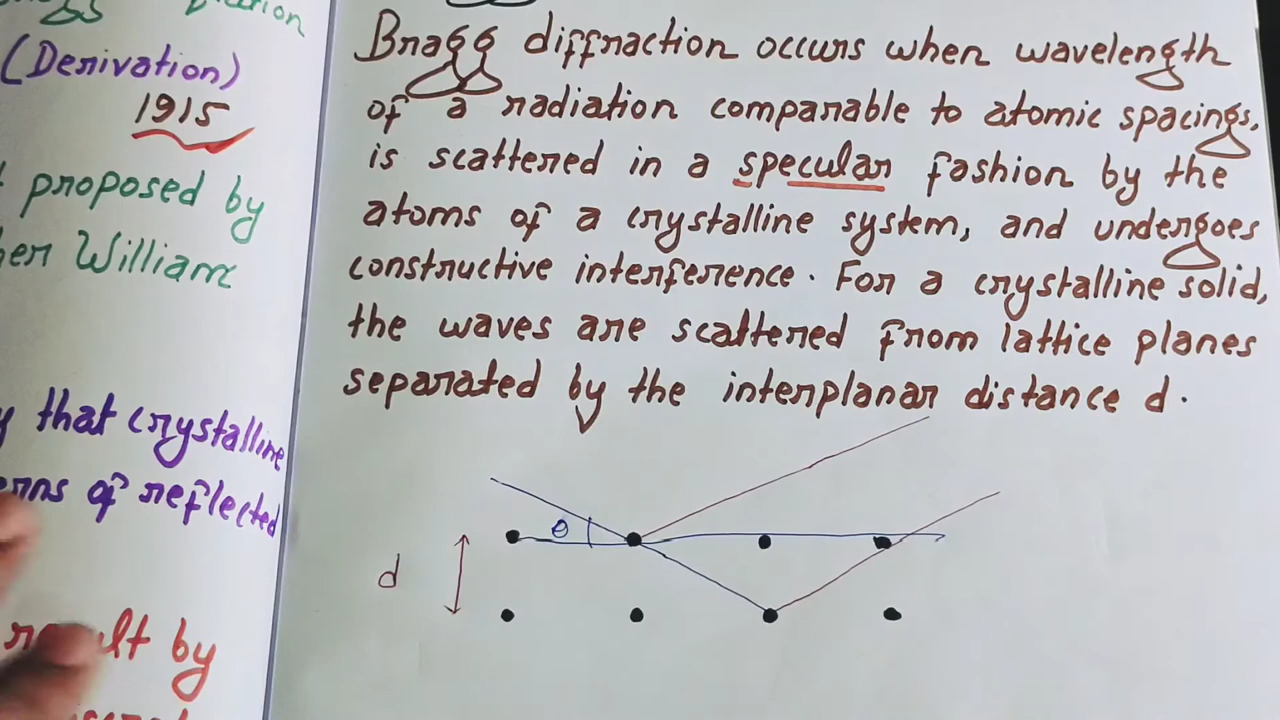 (Derivation)
1915
proposed by
William
that crystalline
of reflected
result by
Bragg diffraction occurs when wavelength
of a radiation comparable to atomic spacings,
is scattered in a specular fashion by the
atoms of a crystalline system, and undergoes
constructive interference. For a crystalline solid,
the waves are scattered from lattice planes
separated by the interplanar distance d.
θ
d